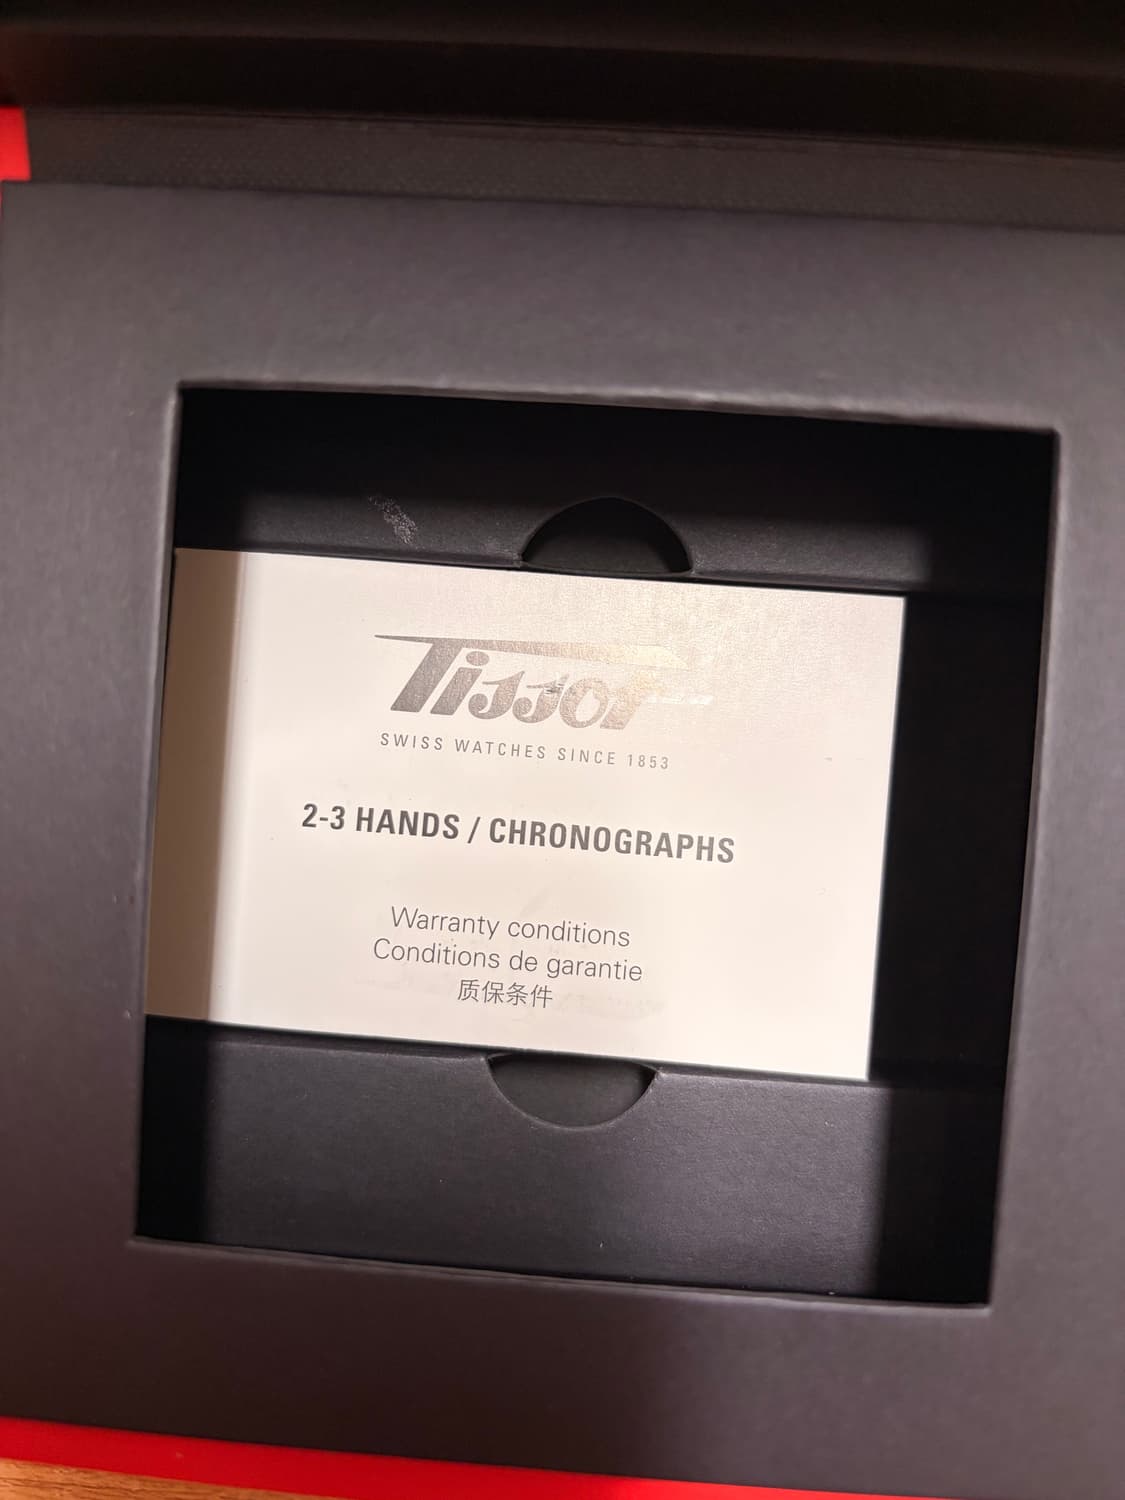 Tissot
SWISS WATCHES SINCE 1853
2-3 HANDS / CHRONOGRAPHS
Warranty conditions
Conditions de garantie
质保条件